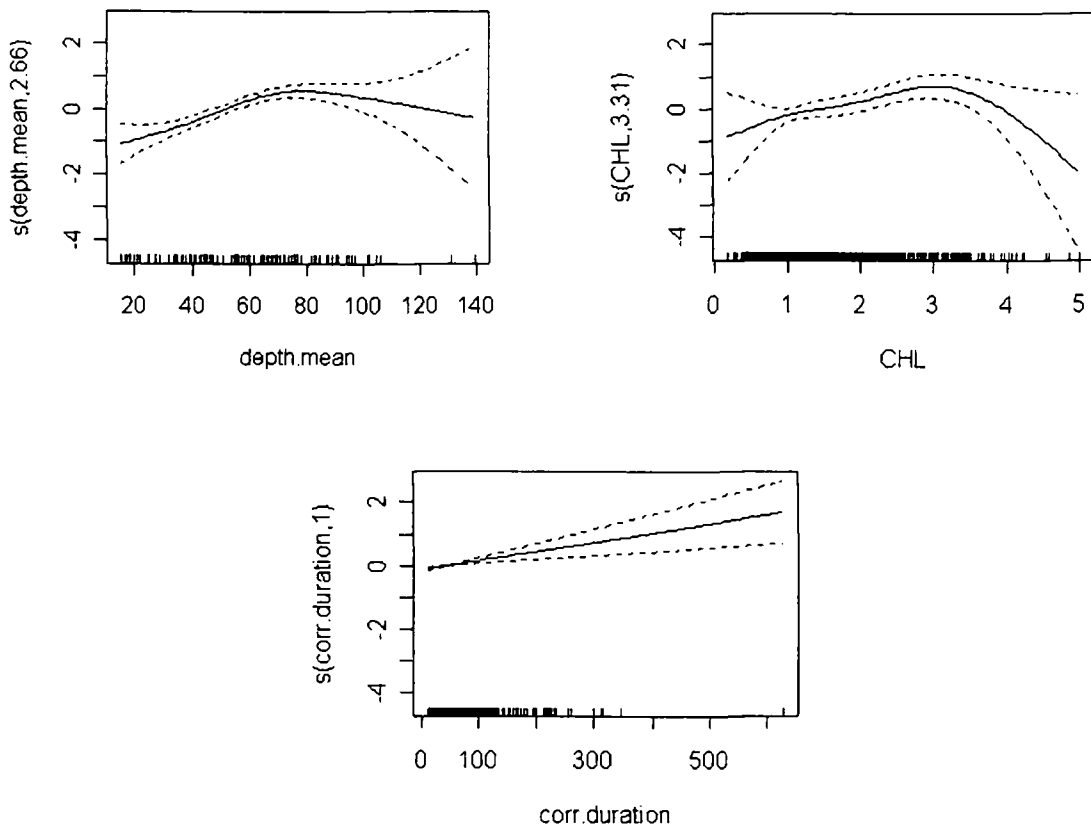 s(depth.mean,2.66)
2
0
-2
-4
20 40 60 80 100 120 140
depth.mean
s(CHL,3.31)
2
0
-2
-4
0 1 2 3 4 5
CHL
s(corr.duration,1)
2
0
-2
-4
0 100 300 500
corr.duration